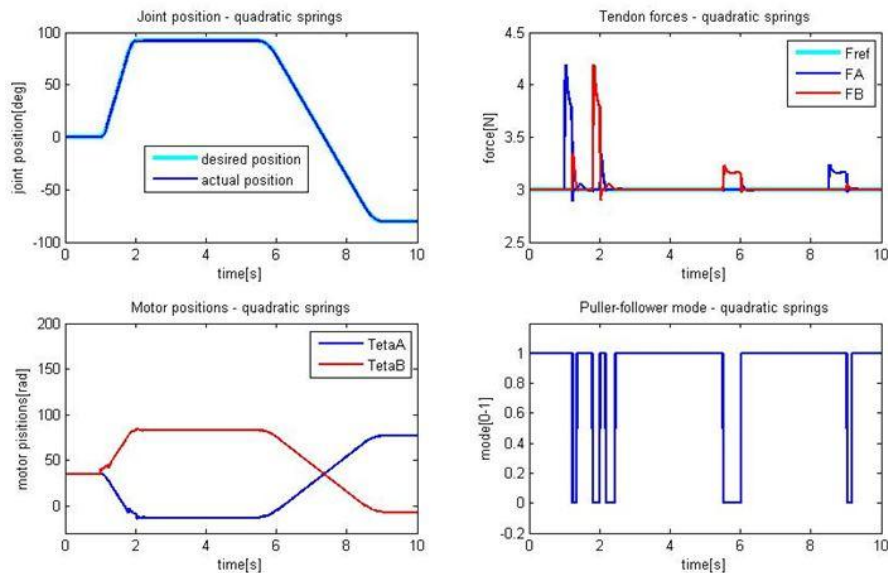 Joint position - quadratic springs
100
50
0
-50
-100
joint position[deg]
desired position
actual position
0 2 4 6 8 10
time[s]
Tendon forces - quadratic springs
4.5
4
3.5
3
2.5
force[N]
Fref
FA
FB
0 2 4 6 8 10
time[s]
Motor positions - quadratic springs
200
150
100
50
0
motor pisitions[rad]
TetaA
TetaB
0 2 4 6 8 10
time[s]
Puller-follower mode - quadratic springs
1
0.8
0.6
0.4
0.2
0
-0.2
mode[0-1]
0 2 4 6 8 10
time[s]